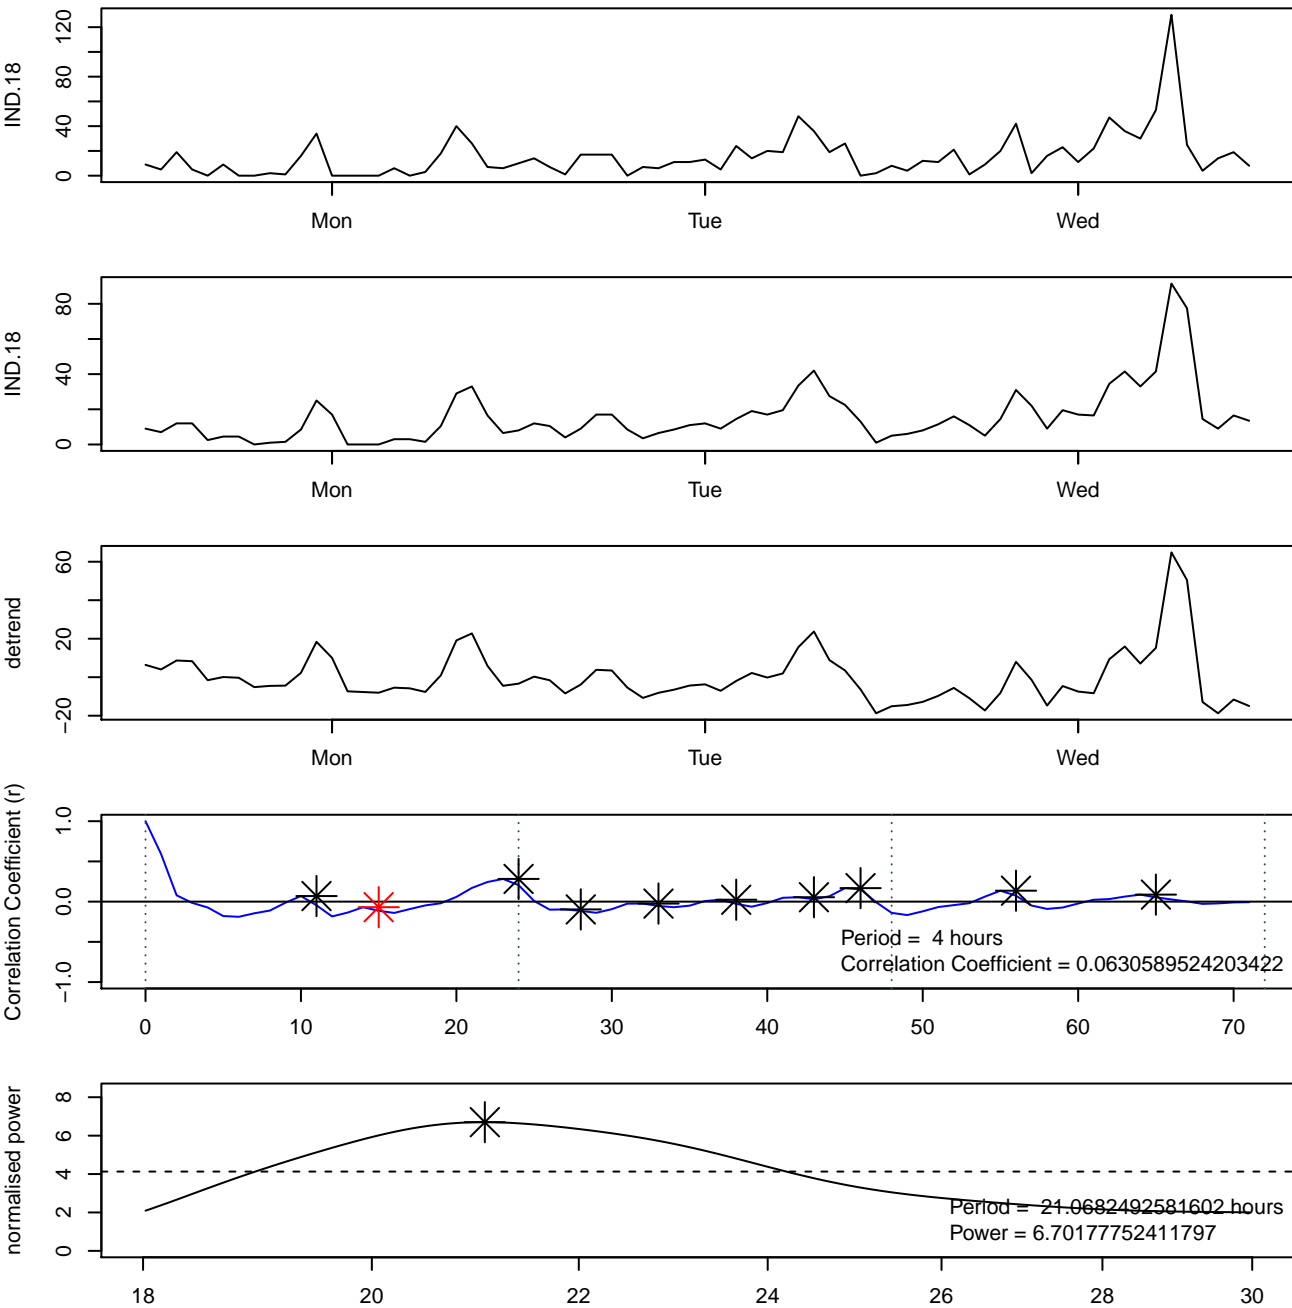 IND.18
0 40 80 120
Mon Tue Wed
IND.18
0 40 80
Mon Tue Wed
detrend
−20 20 60
Mon Tue Wed
Correlation Coefficient (r)
−1.0 0.0 1.0
Period = 4 hours
Correlation Coefficient = 0.0630589524203422
0 10 20 30 40 50 60 70
normalised power
0 2 4 6 8
Period = 21.0682492581602 hours
Power = 6.70177752411797
18 20 22 24 26 28 30